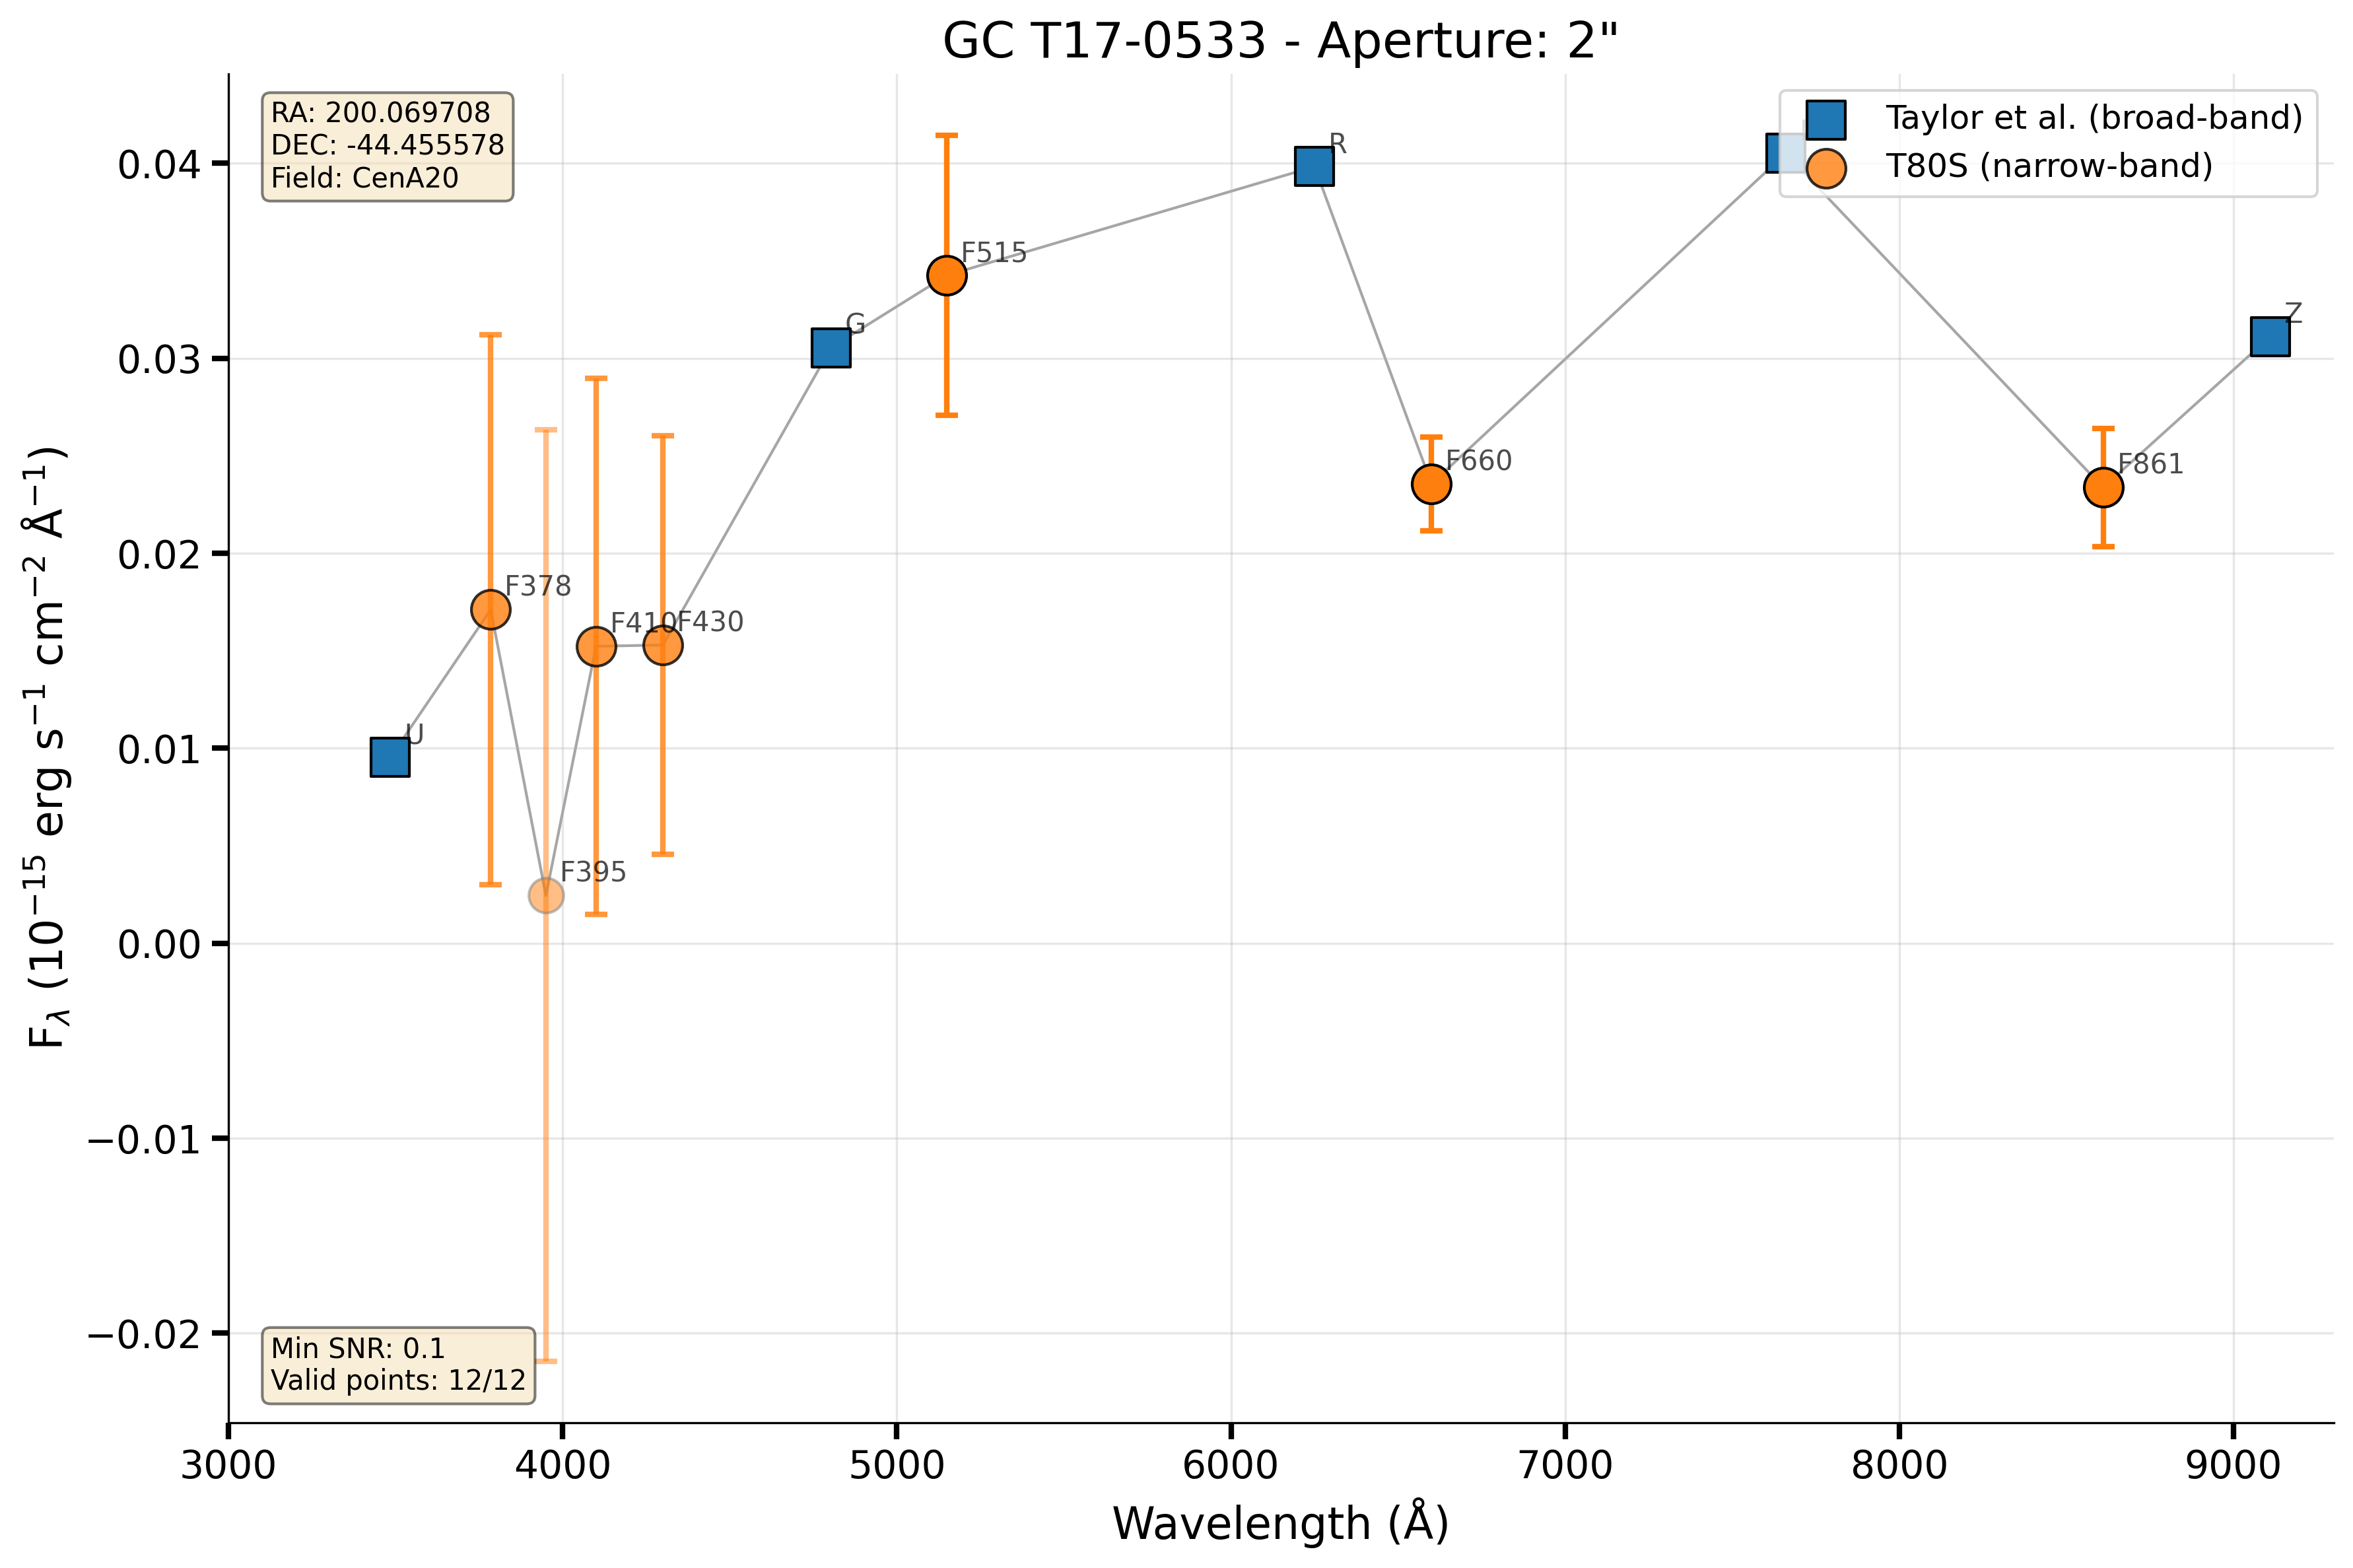 GC T17-0533 - Aperture: 2"
RA: 200.069708
DEC: -44.455578
Field: CenA20
Taylor et al. (broad-band)
T80S (narrow-band)
0.04
0.03
0.02
0.01
0.00
−0.01
−0.02
F_λ (10⁻¹⁵ erg s⁻¹ cm⁻² Å⁻¹)
R
F515
G
Z
F660
F861
F378
F410
F430
U
F395
Min SNR: 0.1
Valid points: 12/12
3000 4000 5000 6000 7000 8000 9000
Wavelength (Å)